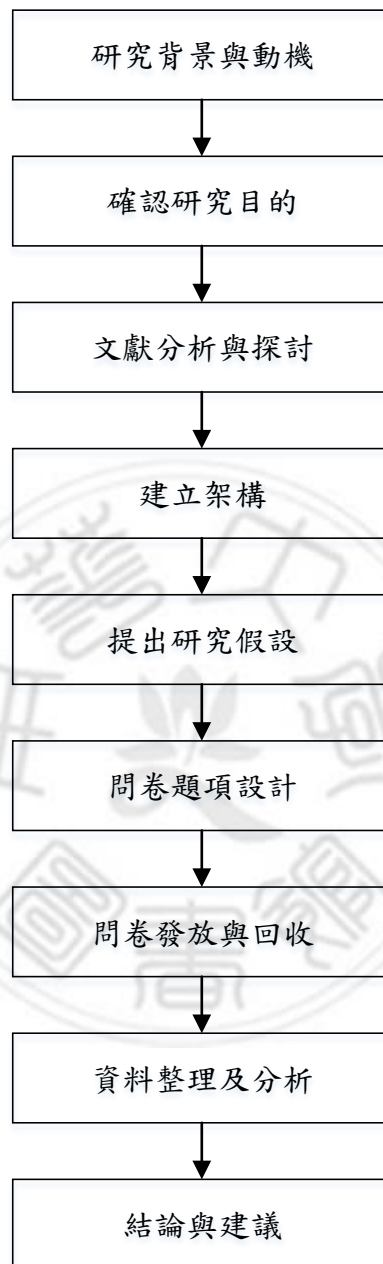 研究背景與動機
確認研究目的
文獻分析與探討
建立架構
提出研究假設
問卷題項設計
問卷發放與回收
資料整理及分析
結論與建議